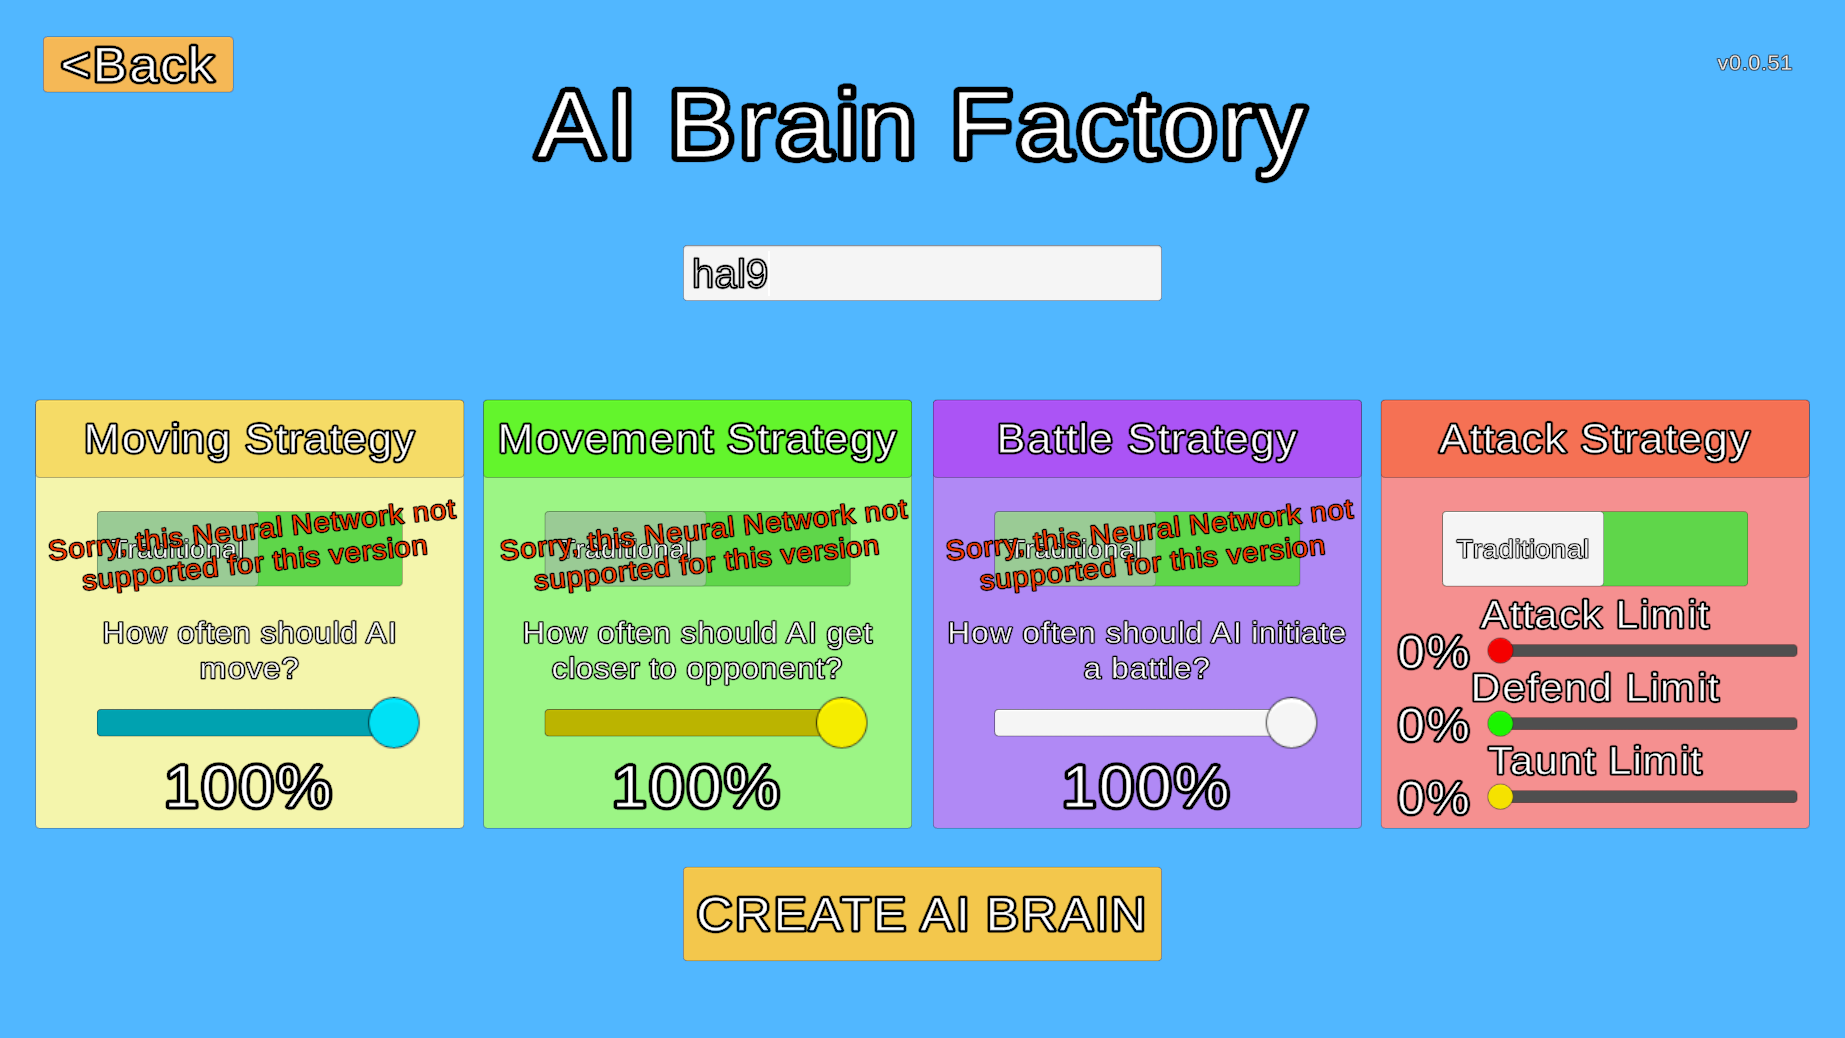 <Back
v0.0.51
AI Brain Factory
hal9
Moving Strategy
Sorry, this Neural Network not
supported for this version
Traditional
How often should AI
move?
100%
Movement Strategy
Sorry, this Neural Network not
supported for this version
Traditional
How often should AI get
closer to opponent?
100%
Battle Strategy
Sorry, this Neural Network not
supported for this version
Traditional
How often should AI initiate
a battle?
100%
Attack Strategy
Traditional
Attack Limit
0%
Defend Limit
0%
Taunt Limit
0%
CREATE AI BRAIN